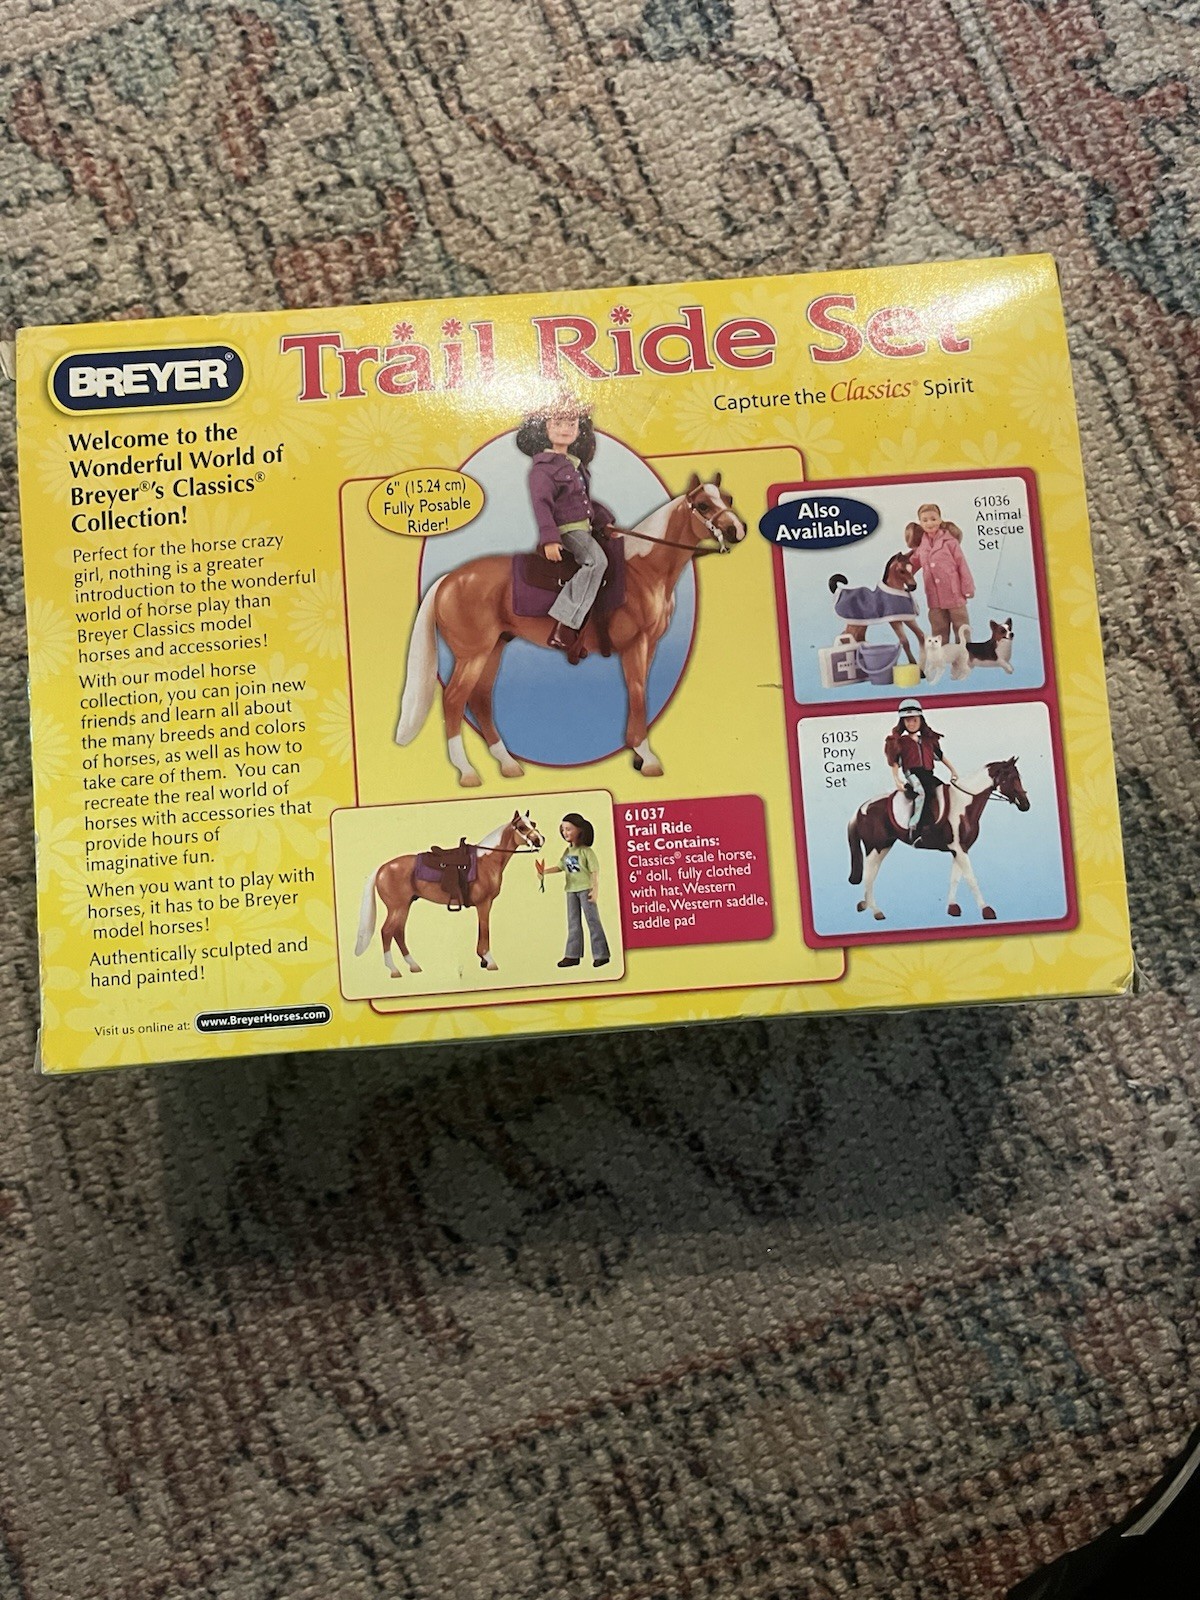 BREYER®
Trail Ride Set
Capture the Classics® Spirit
Welcome to the
Wonderful World of
Breyer®'s Classics®
Collection!
Perfect for the horse crazy
girl, nothing is a greater
introduction to the wonderful
world of horse play than
Breyer Classics model
horses and accessories!
With our model horse
collection, you can join new
friends and learn all about
the many breeds and colors
of horses, as well as how to
take care of them. You can
recreate the real world of
horses with accessories that
provide hours of
imaginative fun.
When you want to play with
horses, it has to be Breyer
model horses!
Authentically sculpted and
hand painted!
Visit us online at: www.BreyerHorses.com
6" (15.24 cm)
Fully Posable
Rider!
61037
Trail Ride
Set Contains:
Classics® scale horse,
6" doll, fully clothed
with hat, Western
bridle, Western saddle,
saddle pad
Also
Available:
61036
Animal
Rescue
Set
61035
Pony
Games
Set